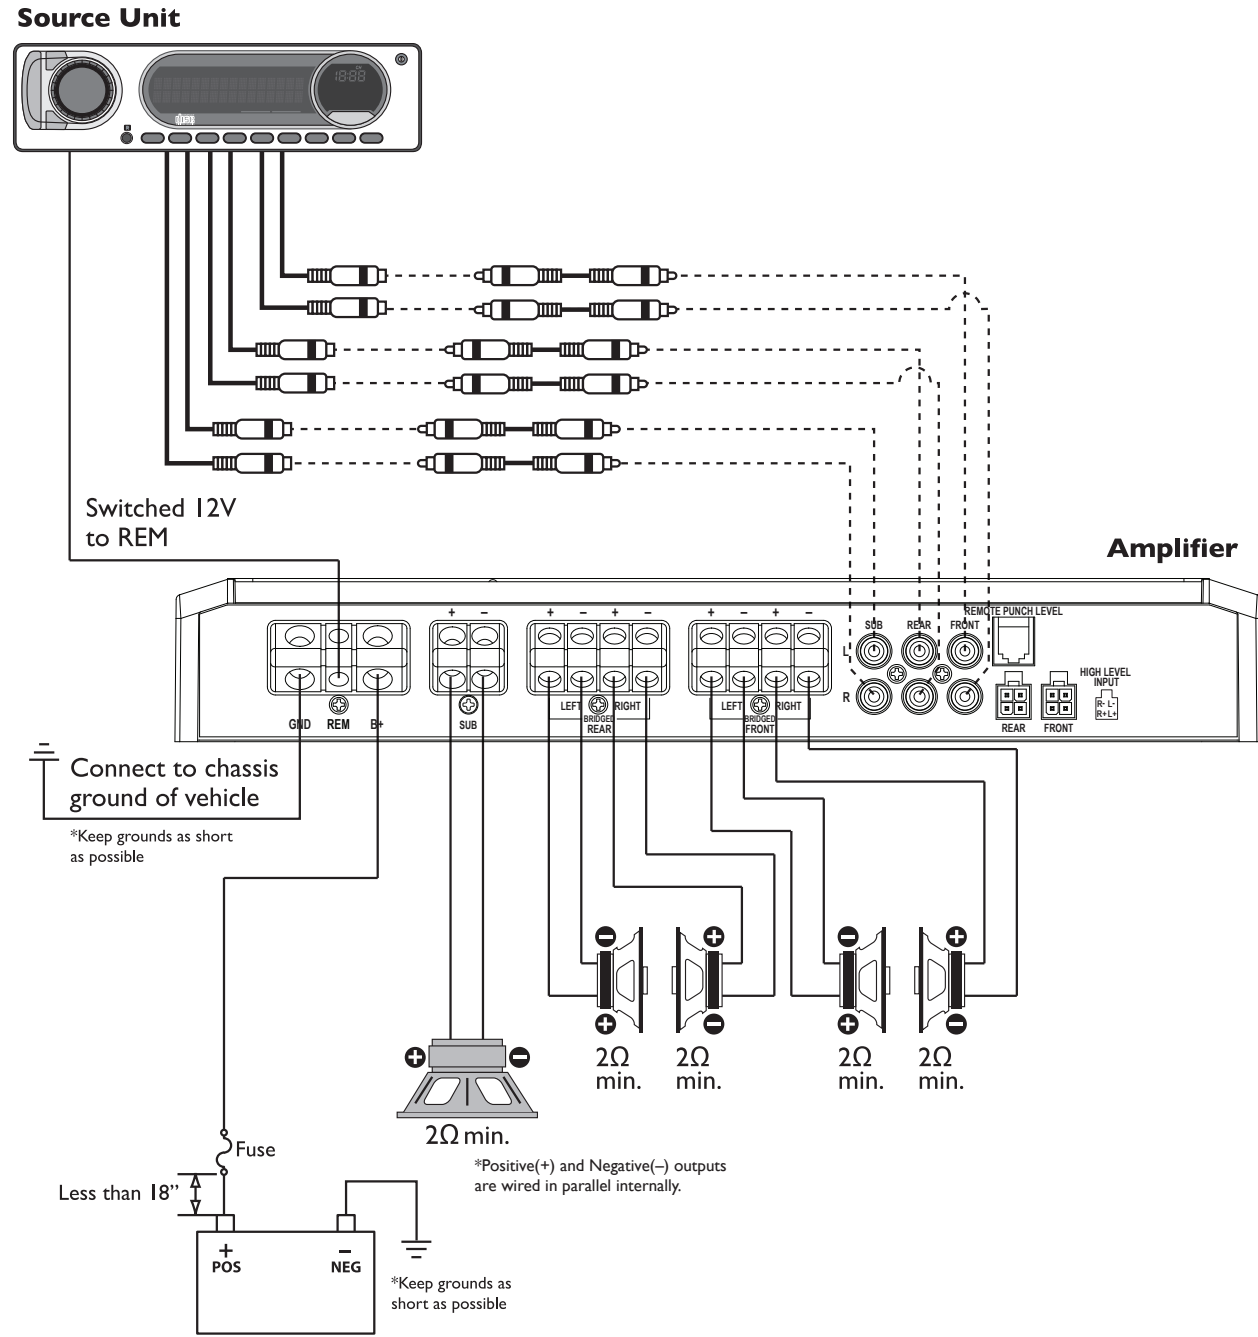 Source Unit
18:88
disc
Switched 12V
to REM
Amplifier
+ – + – + – + – + –
SUB REAR FRONT
REMOTE PUNCH LEVEL
L
R
HIGH LEVEL
INPUT
R- L-
R+ L+
REAR FRONT
GND REM B+
SUB
LEFT RIGHT
BRIDGED
REAR
LEFT RIGHT
BRIDGED
FRONT
Connect to chassis
ground of vehicle
*Keep grounds as short
as possible
– +
+ –
– +
+ –
2Ω
min.
2Ω
min.
2Ω
min.
2Ω
min.
+ –
2Ω min.
*Positive(+) and Negative(–) outputs
are wired in parallel internally.
Fuse
Less than 18”
+
POS
–
NEG
*Keep grounds as
short as possible